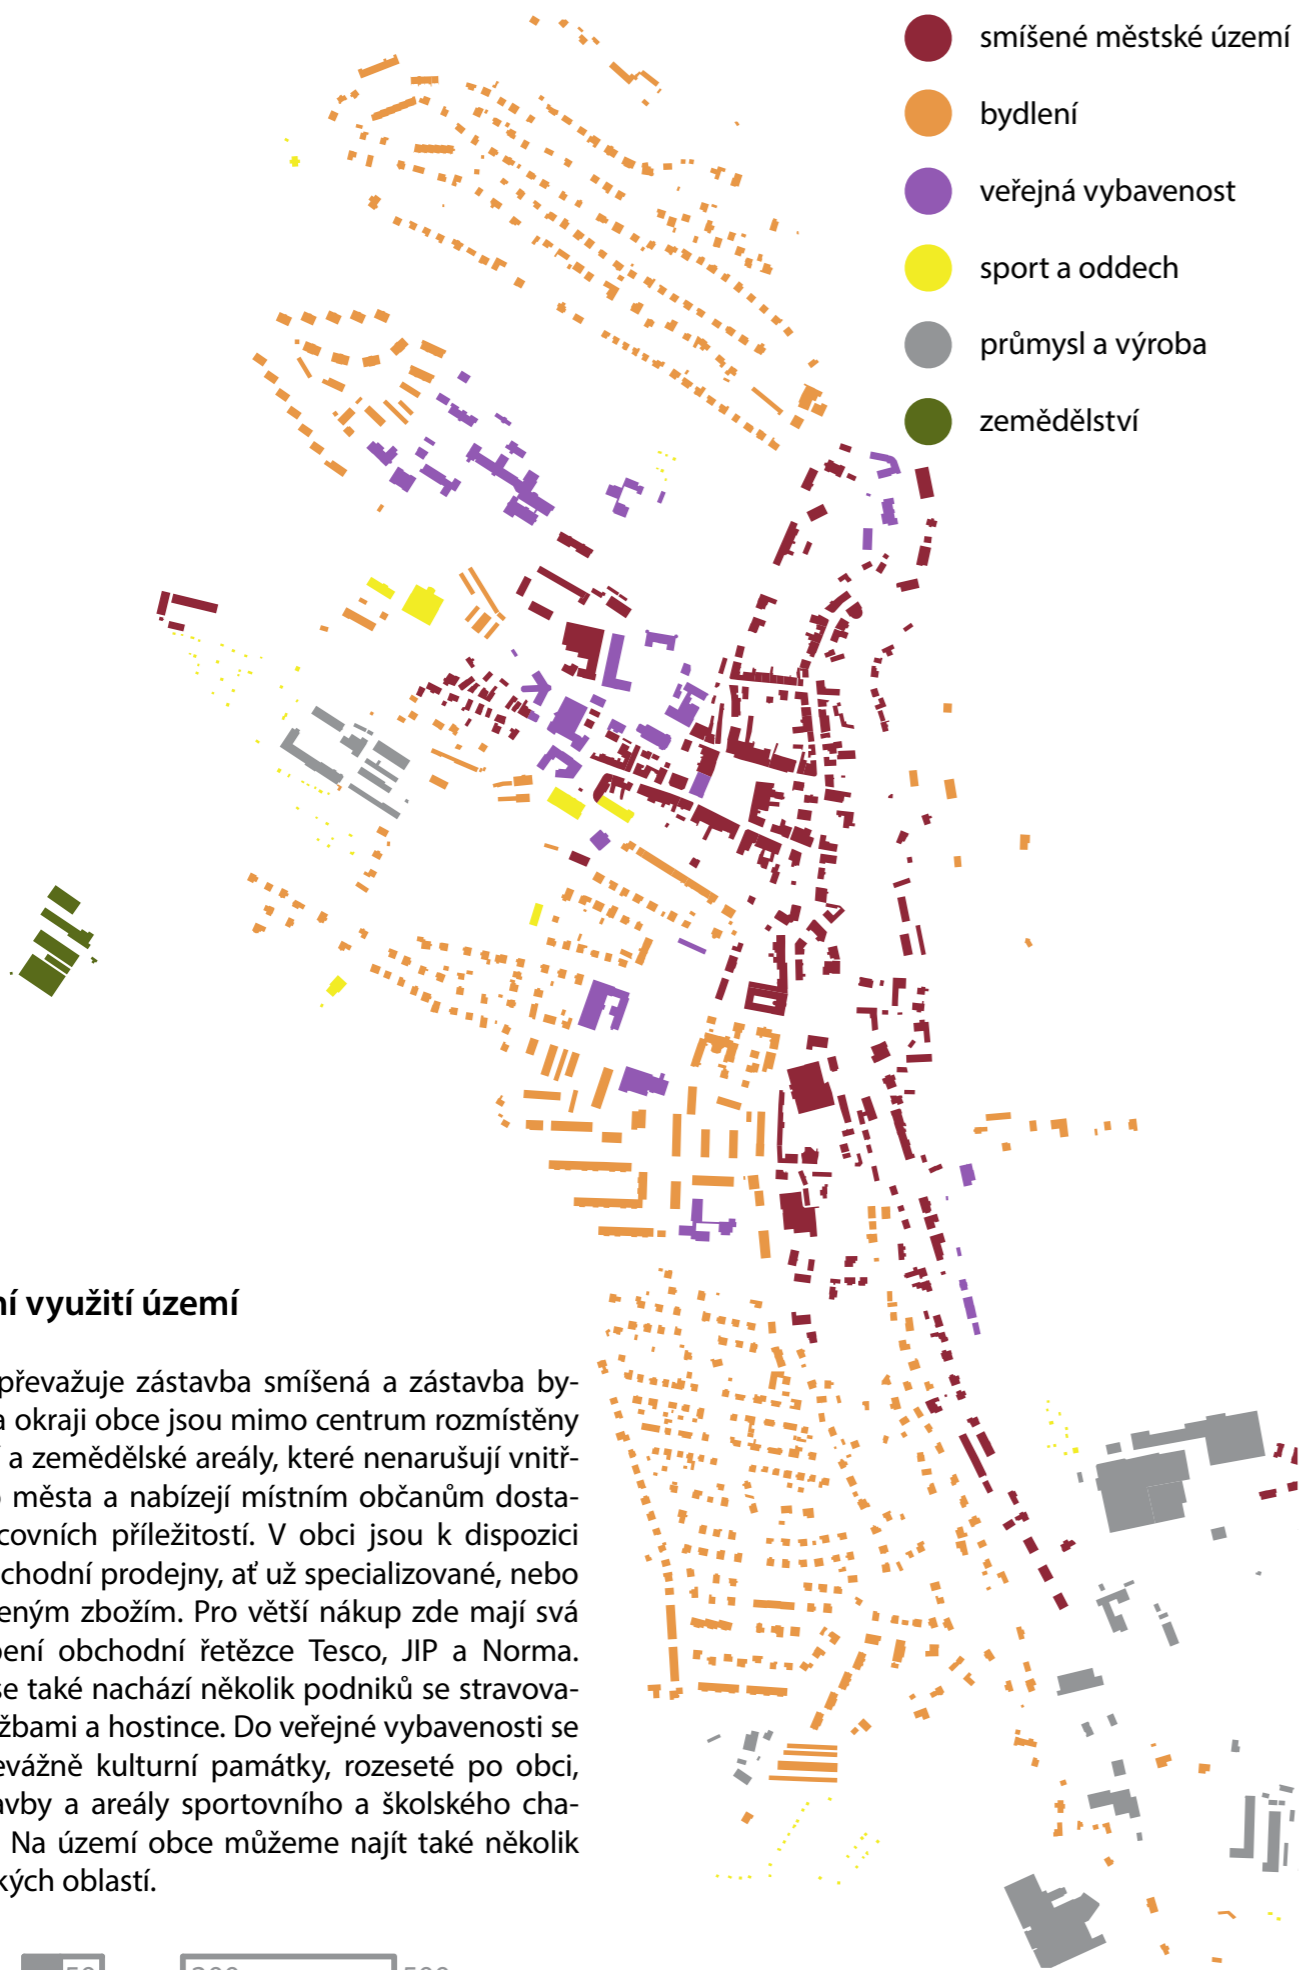 smíšené městské území
bydlení
veřejná vybavenost
sport a oddech
průmysl a výroba
zemědělství
ní využití území
převažuje zástavba smíšená a zástavba by-
a okraji obce jsou mimo centrum rozmístěny
í a zemědělské areály, které nenarušují vnitř-
o města a nabízejí místním občanům dosta-
covních příležitostí. V obci jsou k dispozici
chodní prodejny, ať už specializované, nebo
eným zbožím. Pro větší nákup zde mají svá
pení obchodní řetězce Tesco, JIP a Norma.
se také nachází několik podniků se stravova-
žbami a hostince. Do veřejné vybavenosti se
evážně kulturní památky, rozeseté po obci,
avby a areály sportovního a školského cha-
. Na území obce můžeme najít také několik
kých oblastí.